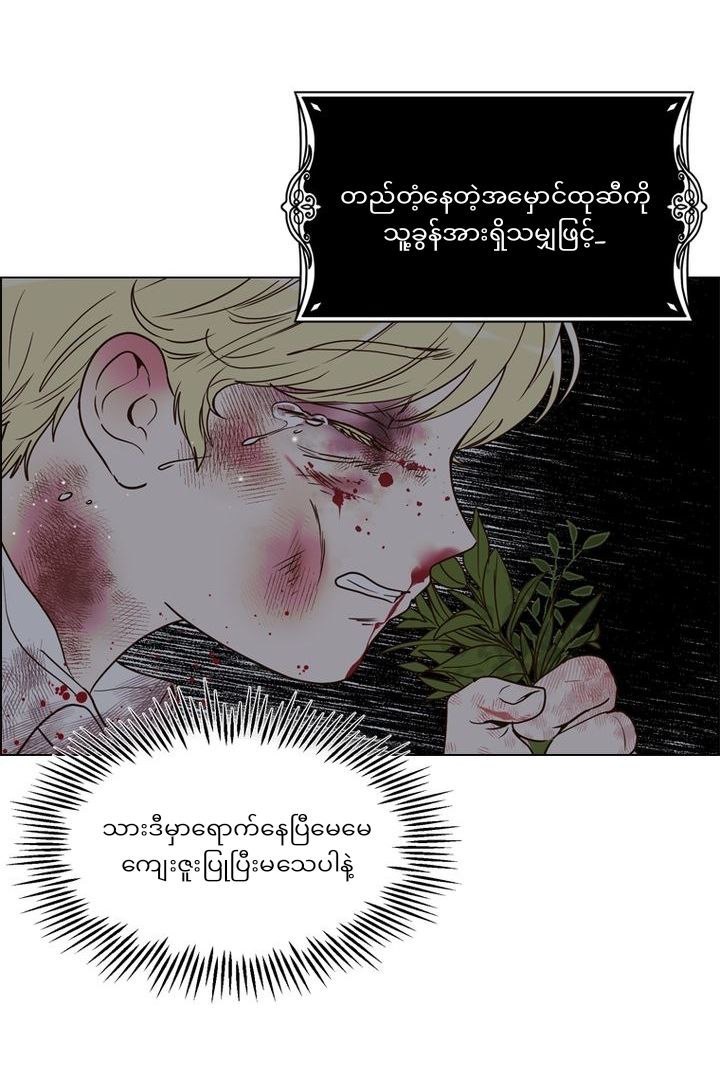 တည်တံ့နေတဲ့အမှောင်ထုဆီကို
သူ့ခွန်အားရှိသမျှဖြင့်_
သားဒီမှာရောက်နေပြီမေမေ
ကျေးဇူးပြုပြီးမသေပါနဲ့